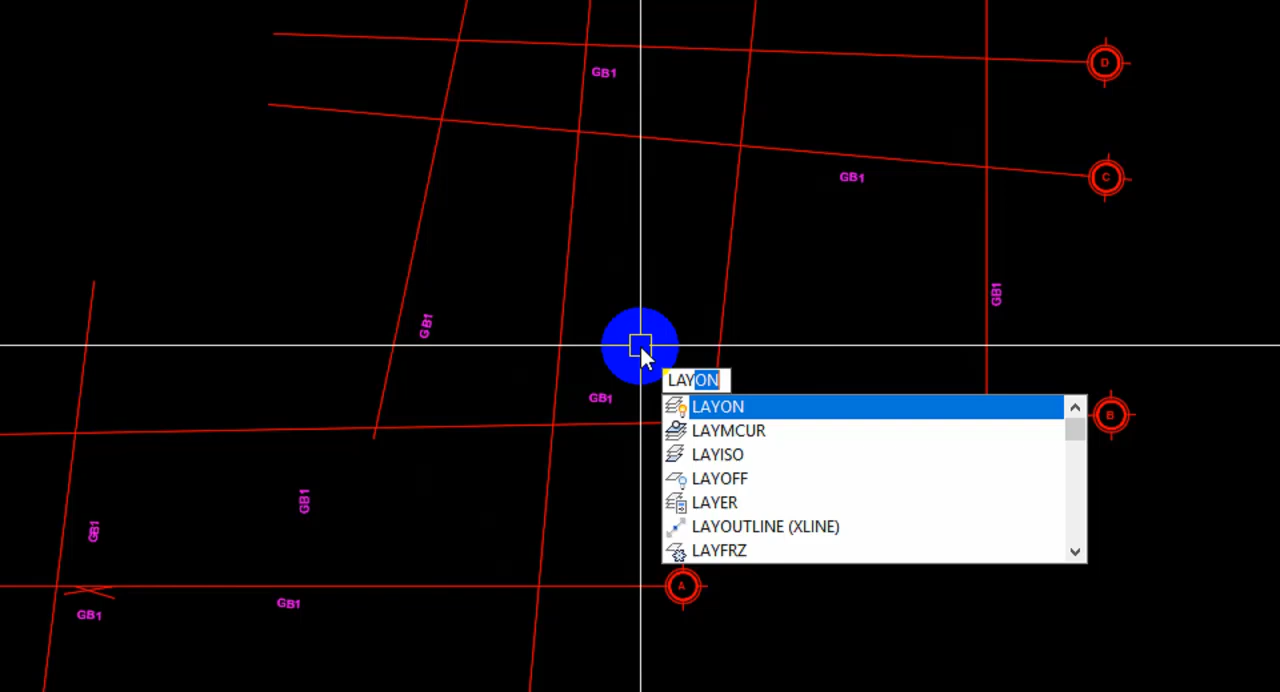 D
GB1
C
GB1
GB1
GB1
LAYON
GB1
LAYON
B
LAYMCUR
LAYISO
LAYOFF
GB1
LAYER
GB1
LAYOUTLINE (XLINE)
LAYFRZ
A
GB1
GB1